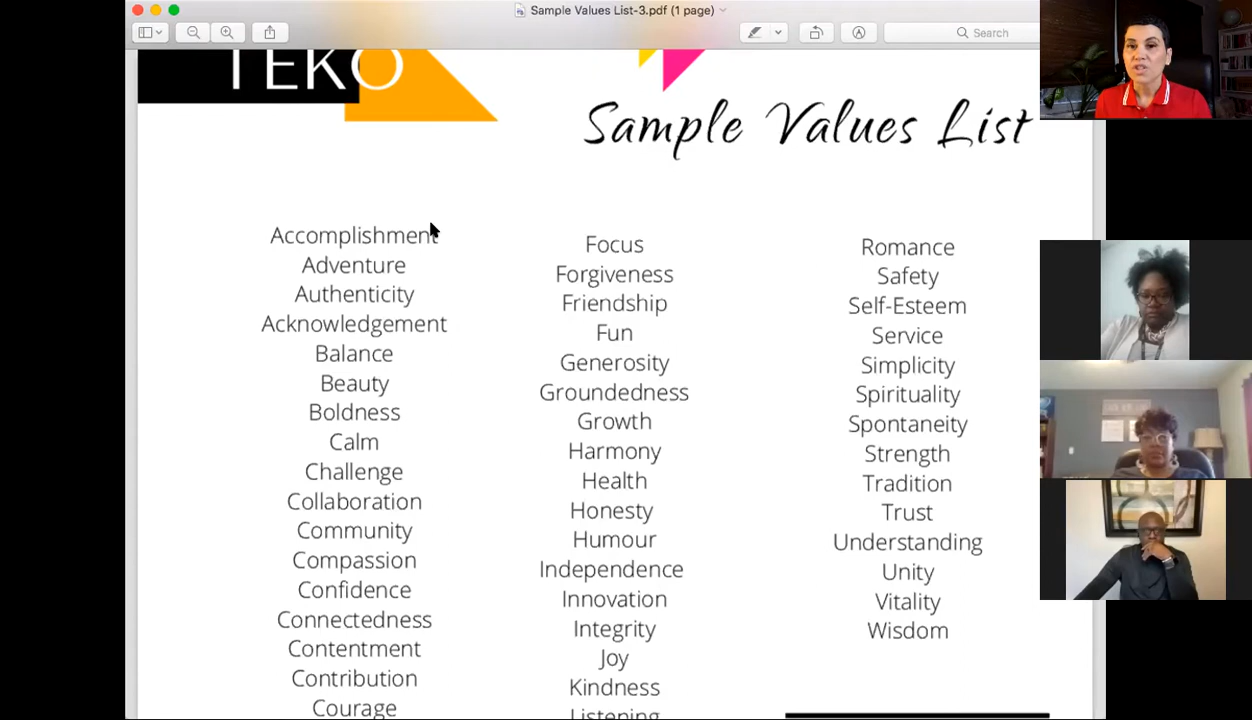 Sample Values List-3.pdf (1 page)
Search
TEKO
Sample Values List
Accomplishment
Adventure
Authenticity
Acknowledgement
Balance
Beauty
Boldness
Calm
Challenge
Collaboration
Community
Compassion
Confidence
Connectedness
Contentment
Contribution
Courage
Focus
Forgiveness
Friendship
Fun
Generosity
Groundedness
Growth
Harmony
Health
Honesty
Humour
Independence
Innovation
Integrity
Joy
Kindness
Listening
Romance
Safety
Self-Esteem
Service
Simplicity
Spirituality
Spontaneity
Strength
Tradition
Trust
Understanding
Unity
Vitality
Wisdom